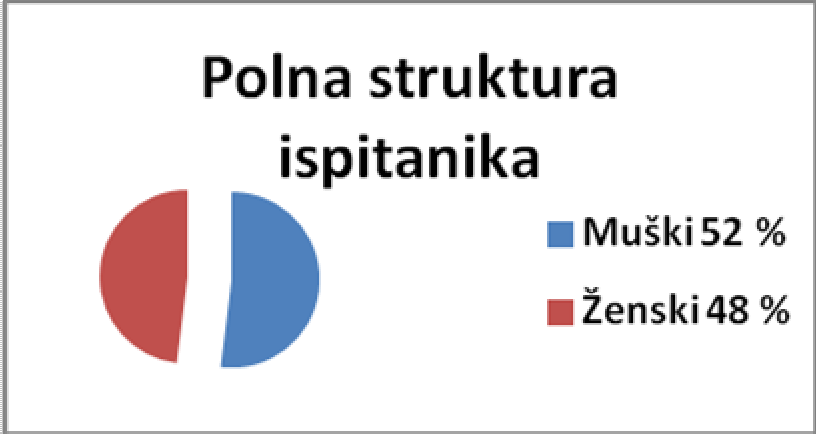 Polna struktura
ispitanika
Muški 52 %
Ženski 48 %